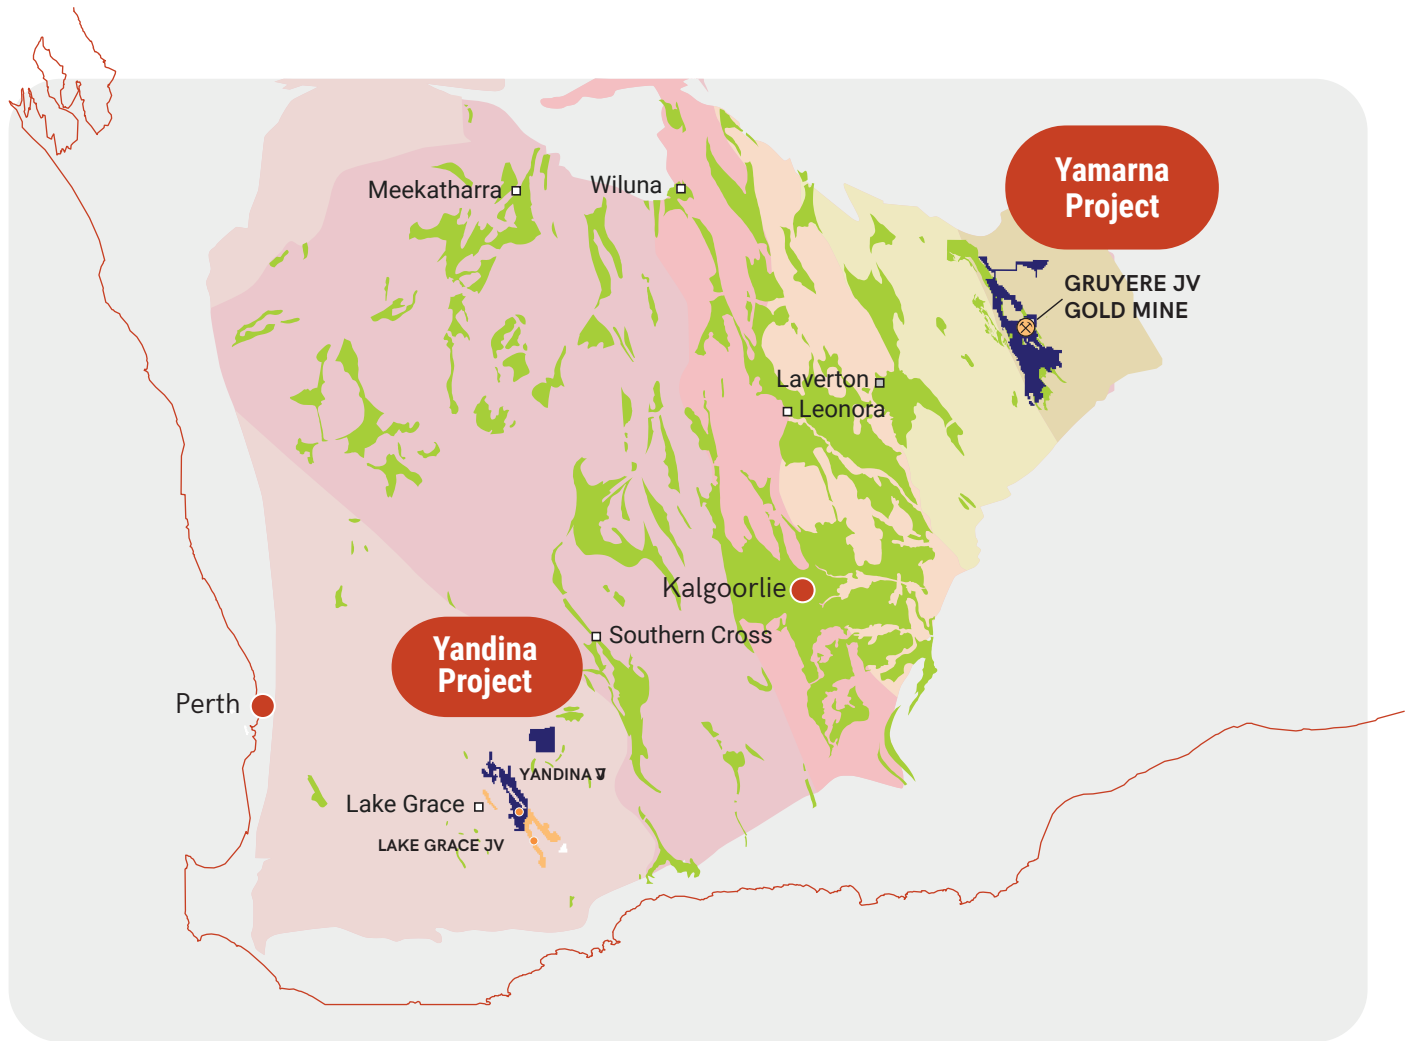 Yamarna
Project
Meekatharra
Wiluna
GRUYERE JV
GOLD MINE
Laverton
Leonora
Kalgoorlie
Southern Cross
Yandina
Project
Perth
YANDINA
Lake Grace
LAKE GRACE JV